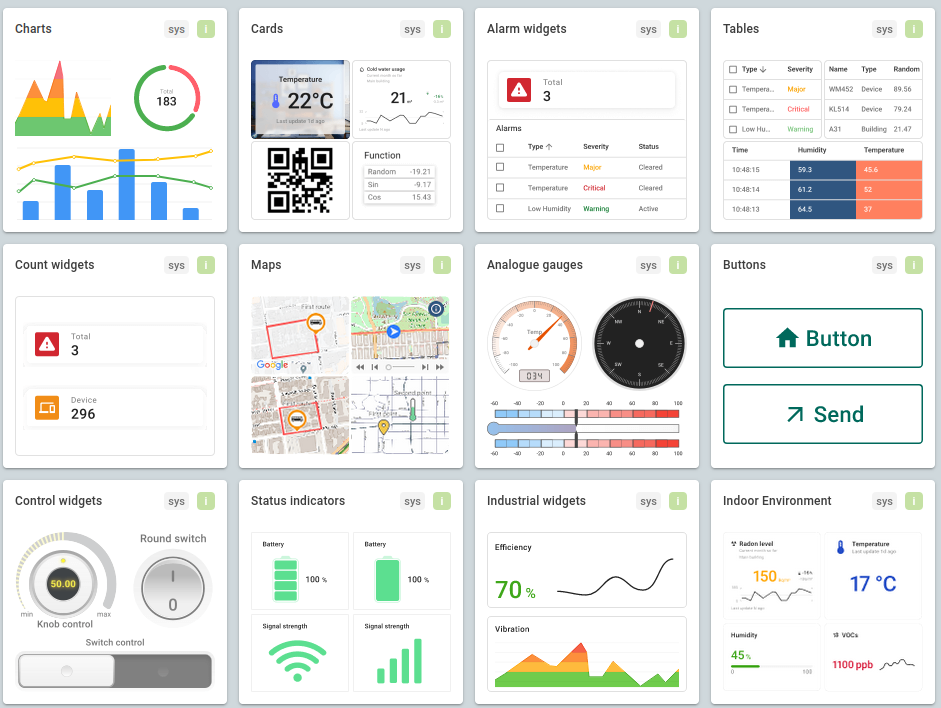 Charts sys i
Total
183
Cards sys i
Temperature
22°C
Last update 1d ago
Cold water usage
21 m³
Function
Random -19.21
Sin -9.17
Cos 15.43
Alarm widgets sys i
Total
3
Alarms
Type Severity Status
Temperature Major Cleared
Temperature Critical Cleared
Low Humidity Warning Active
Tables sys i
Type Severity
Tempera... Major
Tempera... Critical
Low Hu... Warning
Name Type Random
WM452 Device 89.56
KL514 Device 79.24
A31 Building 21.47
Time Humidity Temperature
10:48:15 59.3 45.6
10:48:14 61.2 52
10:48:13 64.5 37
Count widgets sys i
Total
3
Device
296
Maps sys i
First route
Google
Second point
First point
Analogue gauges sys i
Temp
034
N
NE
E
SE
S
SW
W
NW
-60 -40 -20 0 20 40 60 80 100
-60 -40 -20 0 20 40 60 80 100
Buttons sys i
Button
Send
Control widgets sys i
50.00
min max
Knob control
Round switch
I
0
Switch control
Status indicators sys i
Battery
100 %
Battery
100 %
Signal strength
Signal strength
Industrial widgets sys i
Efficiency
70 %
Vibration
Indoor Environment sys i
Radon level
150
Temperature
Last update 1d ago
17 °C
Humidity
45 %
0 100
VOCs
1100 ppb